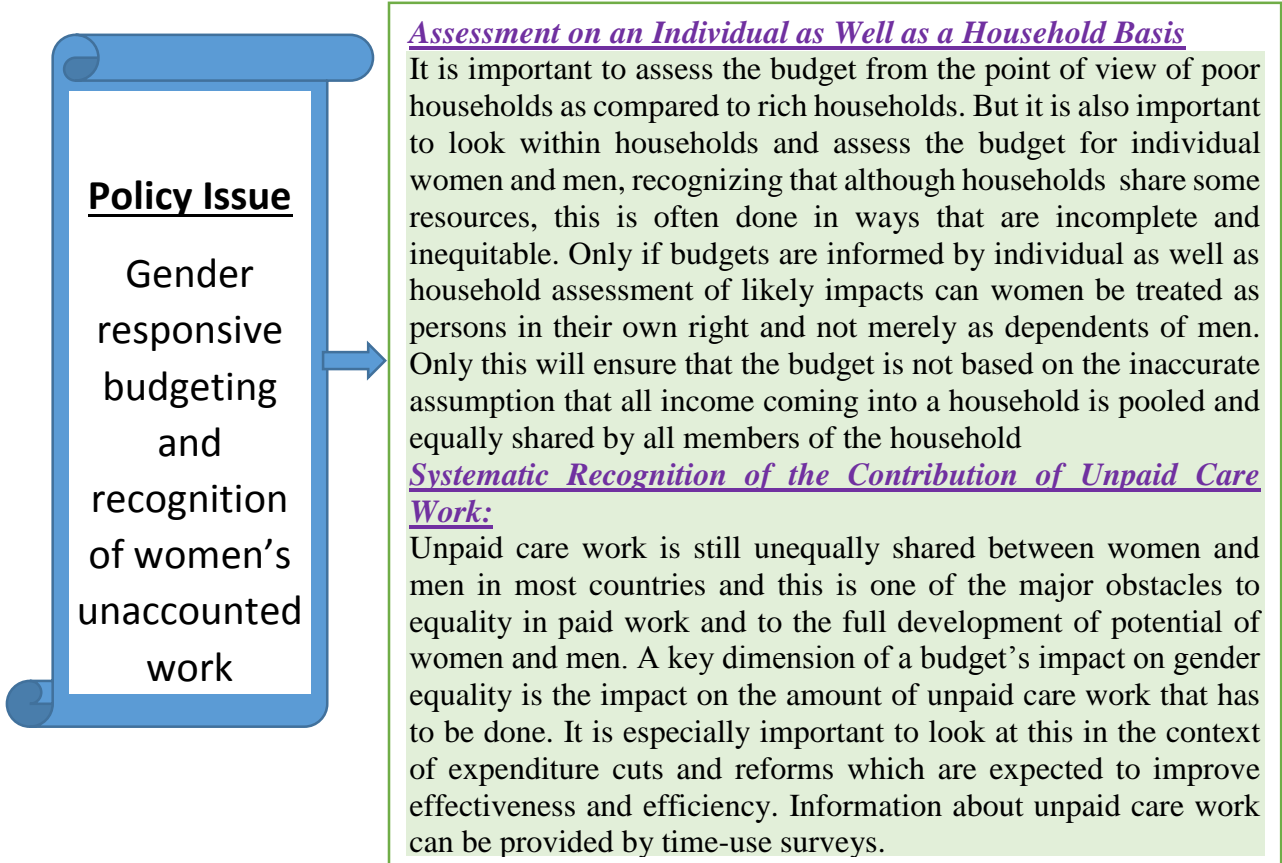 Policy Issue
Gender
responsive
budgeting
and
recognition
of women’s
unaccounted
work
Assessment on an Individual as Well as a Household Basis
It is important to assess the budget from the point of view of poor
households as compared to rich households. But it is also important
to look within households and assess the budget for individual
women and men, recognizing that although households share some
resources, this is often done in ways that are incomplete and
inequitable. Only if budgets are informed by individual as well as
household assessment of likely impacts can women be treated as
persons in their own right and not merely as dependents of men.
Only this will ensure that the budget is not based on the inaccurate
assumption that all income coming into a household is pooled and
equally shared by all members of the household
Systematic Recognition of the Contribution of Unpaid Care
Work:
Unpaid care work is still unequally shared between women and
men in most countries and this is one of the major obstacles to
equality in paid work and to the full development of potential of
women and men. A key dimension of a budget’s impact on gender
equality is the impact on the amount of unpaid care work that has
to be done. It is especially important to look at this in the context
of expenditure cuts and reforms which are expected to improve
effectiveness and efficiency. Information about unpaid care work
can be provided by time-use surveys.